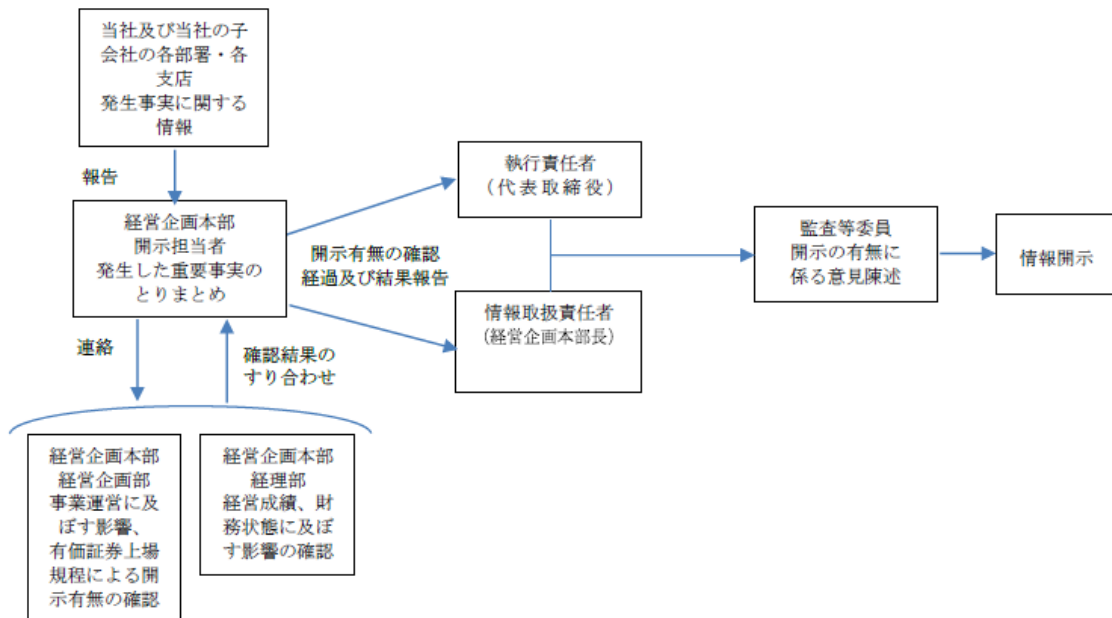 当社及び当社の子
会社の各部署・各
支店
発生事実に関する
情報
報告
経営企画本部
開示担当者
発生した重要事実の
とりまとめ
連絡
確認結果の
すり合わせ
経営企画本部
経営企画部
事業運営に及
ぼす影響、
有価証券上場
規程による開
示有無の確認
経営企画本部
経理部
経営成績、財
務状態に及ぼ
す影響の確認
開示有無の確認
経過及び結果報告
執行責任者
（代表取締役）
情報取扱責任者
(経営企画本部長)
監査等委員
開示の有無に
係る意見陳述
情報開示